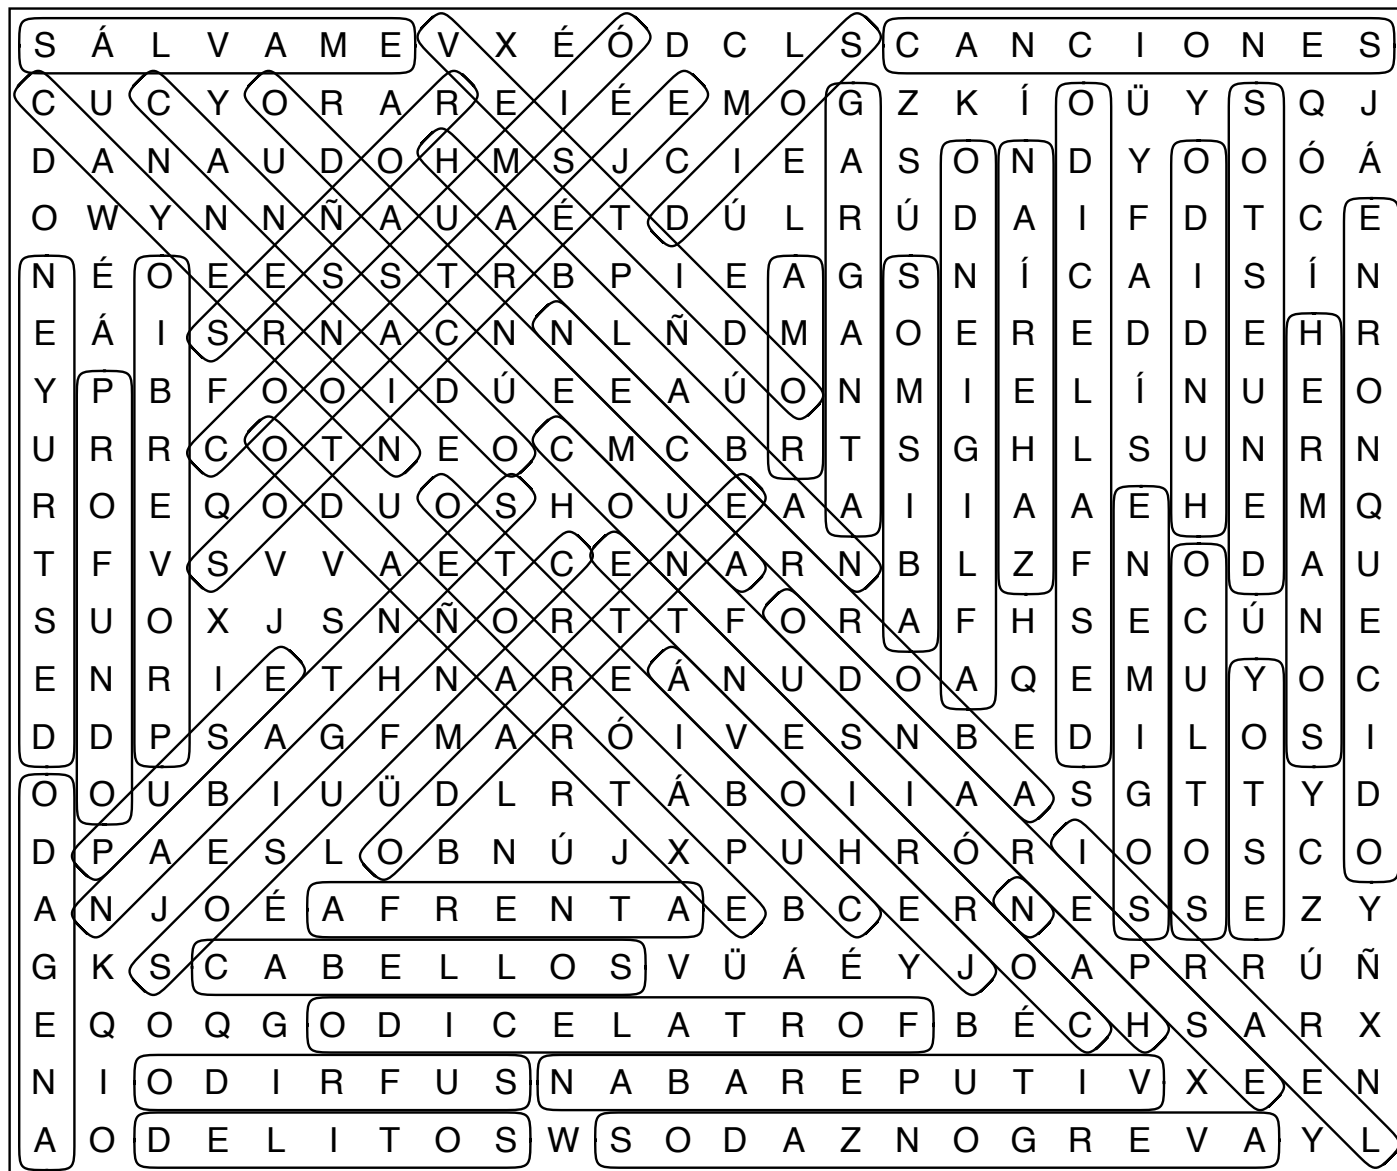 S Á L V A M E V X É Ó D C L S C A N C I O N E S
C U C Y O R A R E I É E M O G Z K Í O Ü Y S Q J
D A N A U D O H M S J C I E A S O N D Y O O Ó Á
O W Y N N Ñ A U A É T D Ú L R Ú D A I F D T C E
N É O E E S S T R B P I E A G S N Í C A I S Í N
E Á I S R N A C N N L Ñ D M A O E R E D D E H R
Y P B F O O I D Ú E E A Ú O N M I E L Í N U E O
U R R C O T N E O C M C B R T S G H L S U N R N
R O E Q O D U O S H O U E A A I I A A E H E M Q
T F V S V V A E T C E N A R N B L Z F N O D A U
S U O X J S N Ñ O R T T F O R A F H S E C Ú N E
E N R I E T H N A R E Á N U D O A Q E M U Y O C
D D P S A G F M A R Ó I V E S N B E D I L O S I
O O U B I U Ü D L R T Á B O I I A A S G T T Y D
D P A E S L O B N Ú J X P U H R Ó R I O O S C O
A N J O É A F R E N T A E B C E R N E S S E Z Y
G K S C A B E L L O S V Ü Á É Y J O A P R R Ú Ñ
E Q O Q G O D I C E L A T R O F B É C H S A R X
N I O D I R F U S N A B A R E P U T I V X E E N
A O D E L I T O S W S O D A Z N O G R E V A Y L